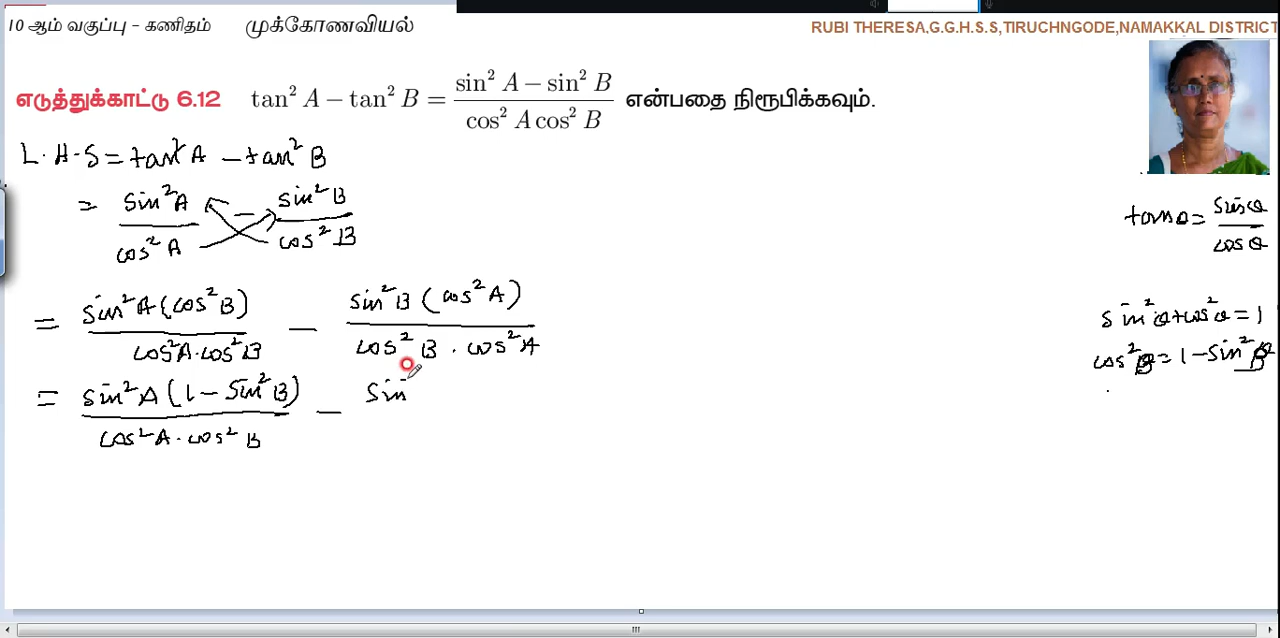 10 ஆம் வகுப்பு – கணிதம் முக்கோணவியல்
RUBI THERESA,G.G.H.S.S,TIRUCHNGODE,NAMAKKAL DISTRICT
எடுத்துக்காட்டு 6.12 tan² A – tan² B = (sin² A – sin² B) / (cos² A cos² B) என்பதை நிரூபிக்கவும்.
L.H.S = tan²A – tan²B
= sin²A / cos²A – sin²B / cos²B
= sin²A (cos²B) / cos²A · cos²B – sin²B (cos²A) / cos²B · cos²A
= sin²A (1 – sin²B) / cos²A · cos²B – sin
tanθ = sinθ / cosθ
sin²θ + cos²θ = 1
cos²B = 1 – sin²B